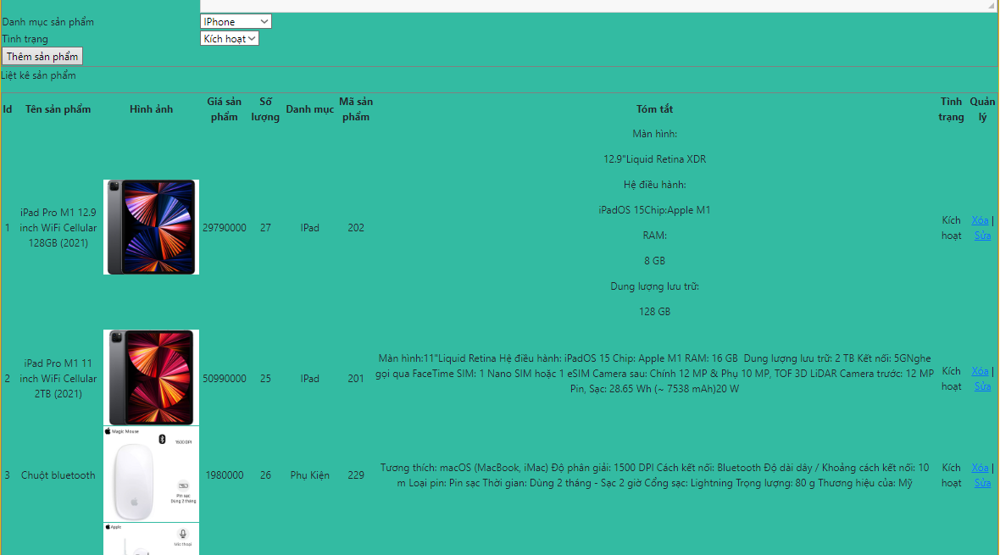 Danh mục sản phẩm IPhone
Tình trạng Kích hoạt
Thêm sản phẩm
Liệt kê sản phẩm
Id Tên sản phẩm Hình ảnh Giá sản phẩm Số lượng Danh mục Mã sản phẩm Tóm tắt Tình trạng Quản lý
1 iPad Pro M1 12.9 inch WiFi Cellular 128GB (2021) 29790000 27 IPad 202
Màn hình:
12.9"Liquid Retina XDR
Hệ điều hành:
iPadOS 15Chip:Apple M1
RAM:
8 GB
Dung lượng lưu trữ:
128 GB
Kích hoạt Xóa | Sửa
2 iPad Pro M1 11 inch WiFi Cellular 2TB (2021) 50990000 25 IPad 201
Màn hình:11"Liquid Retina Hệ điều hành: iPadOS 15 Chip: Apple M1 RAM: 16 GB  Dung lượng lưu trữ: 2 TB Kết nối: 5GNghe
gọi qua FaceTime SIM: 1 Nano SIM hoặc 1 eSIM Camera sau: Chính 12 MP & Phụ 10 MP, TOF 3D LiDAR Camera trước: 12 MP
Pin, Sạc: 28.65 Wh (~ 7538 mAh)20 W
Kích hoạt Xóa | Sửa
Magic Mouse
1500 DPI
Pin sạc
Dùng 2 tháng
3 Chuột bluetooth 1980000 26 Phụ Kiện 229
Tương thích: macOS (MacBook, iMac) Độ phân giải: 1500 DPI Cách kết nối: Bluetooth Độ dài dây / Khoảng cách kết nối: 10
m Loại pin: Pin sạc Thời gian: Dùng 2 tháng - Sạc 2 giờ Cổng sạc: Lightning Trọng lượng: 80 g Thương hiệu của: Mỹ
Kích hoạt Xóa | Sửa
Apple
Mic thoại